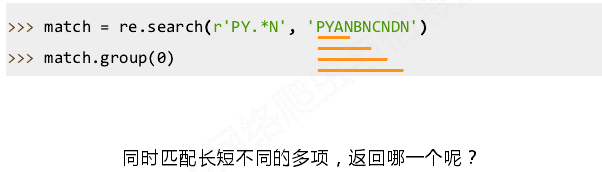 >>> match = re.search(r'PY.*N', 'PYANBNCNDN')
>>> match.group(0)
同时匹配长短不同的多项，返回哪一个呢？